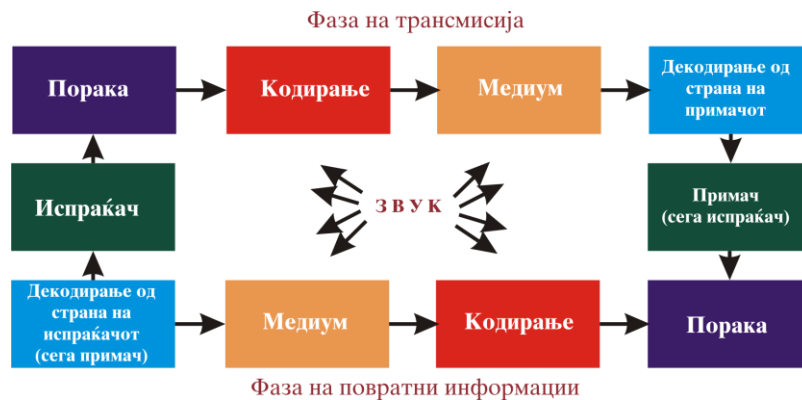 Фаза на трансмисија
Порака
Кодирање
Медиум
Декодирање од
страна на
примачот
Испраќач
З В У К
Примач
(сега испраќач)
Декодирање од
страна на
испраќачот
(сега примач)
Медиум
Кодирање
Порака
Фаза на повратни информации